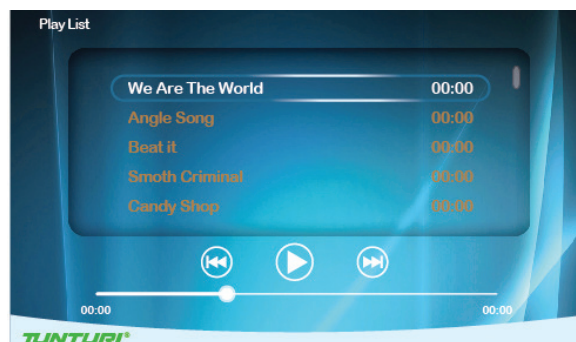 Play List
We Are The World 00:00
Angle Song 00:00
Beat it 00:00
Smoth Criminal 00:00
Candy Shop 00:00
00:00 00:00
TUNTURI®